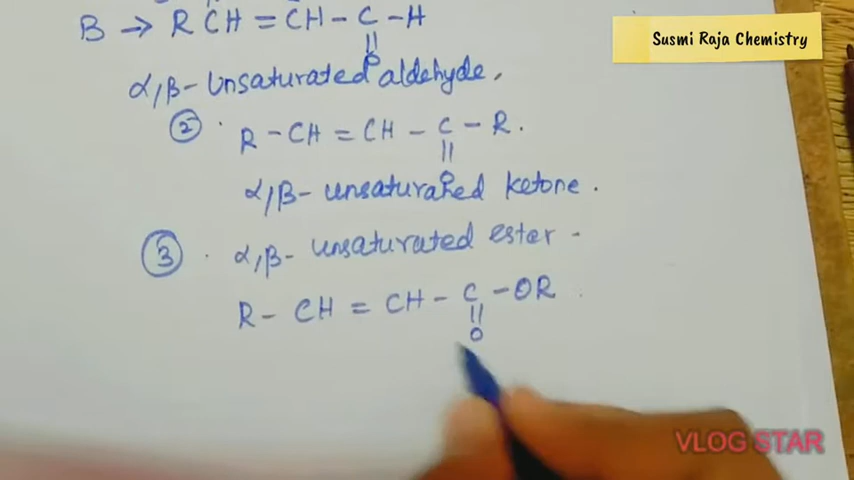 B → R CH = CH - C - H
||
O
α,β - Unsaturated aldehyde,
② · R - CH = CH - C - R.
||
O
α,β - unsaturated ketone.
③ · α,β - unsaturated ester -
R - CH = CH - C - OR
||
O
Susmi Raja Chemistry
VLOG STAR